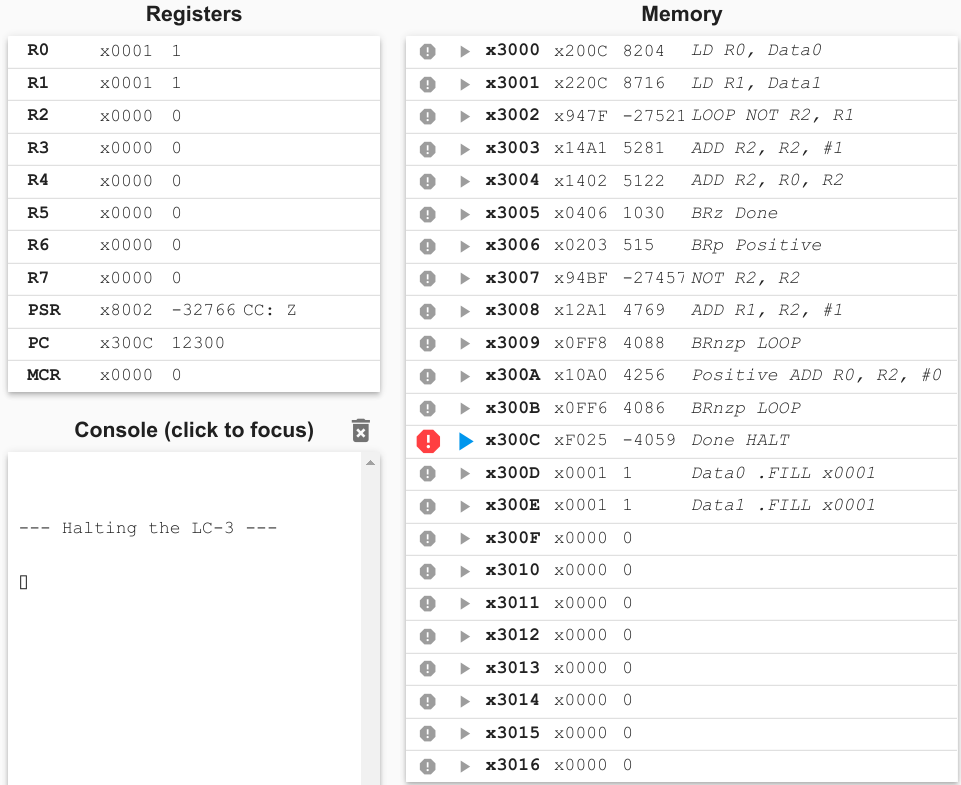 Registers
R0 x0001 1
R1 x0001 1
R2 x0000 0
R3 x0000 0
R4 x0000 0
R5 x0000 0
R6 x0000 0
R7 x0000 0
PSR x8002 -32766 CC: Z
PC x300C 12300
MCR x0000 0
Console (click to focus)
--- Halting the LC-3 ---
Memory
x3000 x200C 8204 LD R0, Data0
x3001 x220C 8716 LD R1, Data1
x3002 x947F -27521 LOOP NOT R2, R1
x3003 x14A1 5281 ADD R2, R2, #1
x3004 x1402 5122 ADD R2, R0, R2
x3005 x0406 1030 BRz Done
x3006 x0203 515 BRp Positive
x3007 x94BF -27457 NOT R2, R2
x3008 x12A1 4769 ADD R1, R2, #1
x3009 x0FF8 4088 BRnzp LOOP
x300A x10A0 4256 Positive ADD R0, R2, #0
x300B x0FF6 4086 BRnzp LOOP
x300C xF025 -4059 Done HALT
x300D x0001 1 Data0 .FILL x0001
x300E x0001 1 Data1 .FILL x0001
x300F x0000 0
x3010 x0000 0
x3011 x0000 0
x3012 x0000 0
x3013 x0000 0
x3014 x0000 0
x3015 x0000 0
x3016 x0000 0